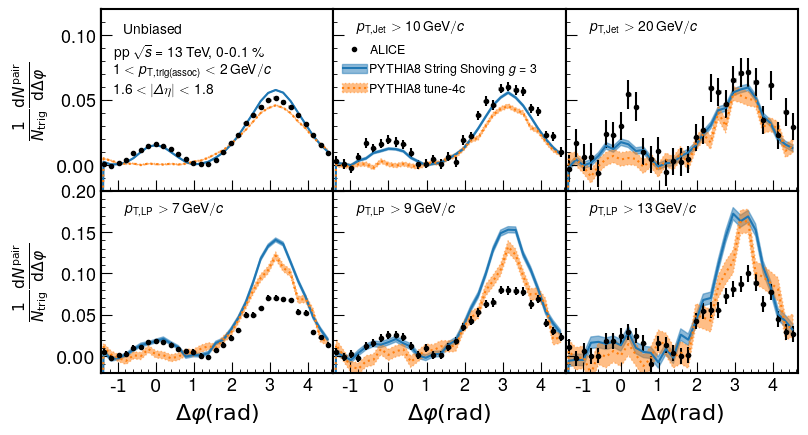 Unbiased
pp √s = 13 TeV, 0-0.1 %
1 < pT,trig(assoc) < 2 GeV/c
1.6 < |Δη| < 1.8
pT,Jet > 10 GeV/c
ALICE
PYTHIA8 String Shoving g = 3
PYTHIA8 tune-4c
pT,Jet > 20 GeV/c
0.10
0.05
0.00
1/Ntrig dN^pair/dΔφ
pT,LP > 7 GeV/c
pT,LP > 9 GeV/c
pT,LP > 13 GeV/c
0.20
0.15
0.10
0.05
0.00
1/Ntrig dN^pair/dΔφ
-1 0 1 2 3 4
-1 0 1 2 3 4
-1 0 1 2 3 4
Δφ(rad)
Δφ(rad)
Δφ(rad)